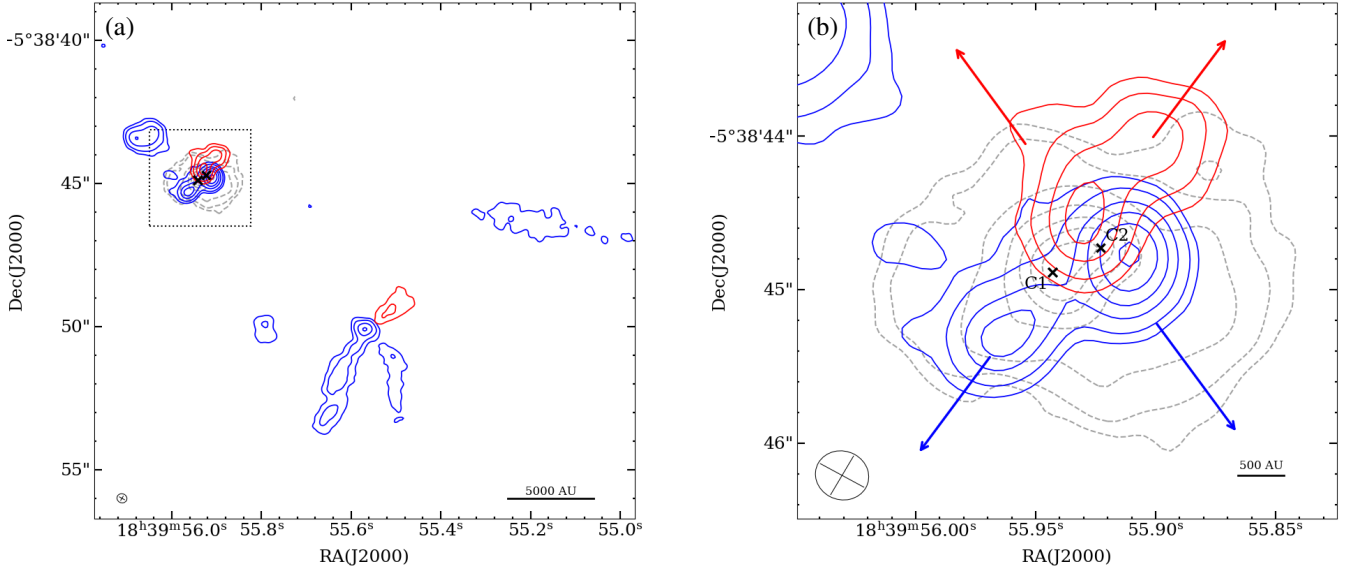 (a)
-5°38'40"
45"
50"
55"
Dec(J2000)
5000 AU
18ʰ39ᵐ56.0ˢ
55.8ˢ
55.6ˢ
55.4ˢ
55.2ˢ
55.0ˢ
RA(J2000)
(b)
-5°38'44"
45"
46"
Dec(J2000)
C2
C1
500 AU
18ʰ39ᵐ56.00ˢ
55.95ˢ
55.90ˢ
55.85ˢ
RA(J2000)